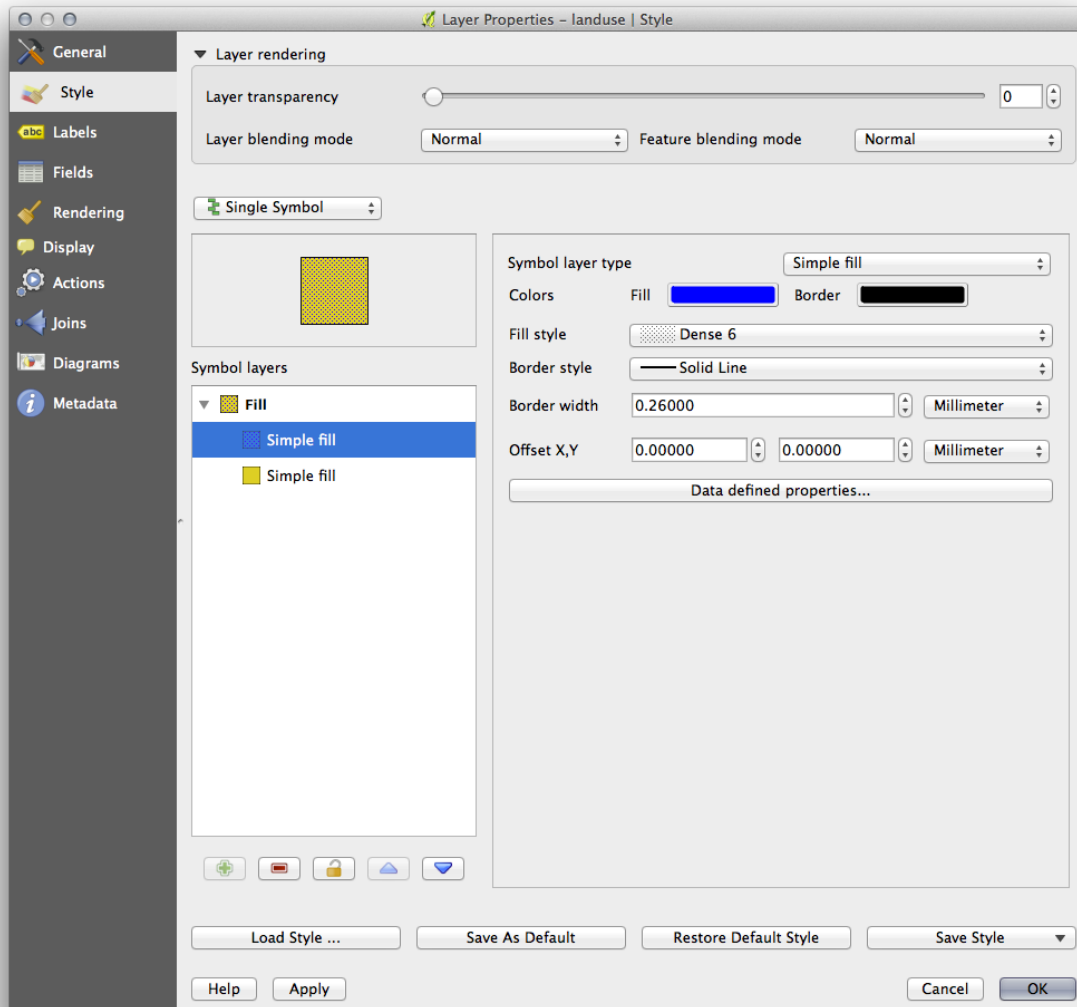 Layer Properties - landuse | Style
General
Style
abc Labels
Fields
Rendering
Display
Actions
Joins
Diagrams
i Metadata
Layer rendering
Layer transparency 0
Layer blending mode Normal Feature blending mode Normal
Single Symbol
Symbol layers
Fill
Simple fill
Simple fill
Symbol layer type Simple fill
Colors Fill Border
Fill style Dense 6
Border style Solid Line
Border width 0.26000 Millimeter
Offset X,Y 0.00000 0.00000 Millimeter
Data defined properties...
Load Style ... Save As Default Restore Default Style Save Style
Help Apply Cancel OK